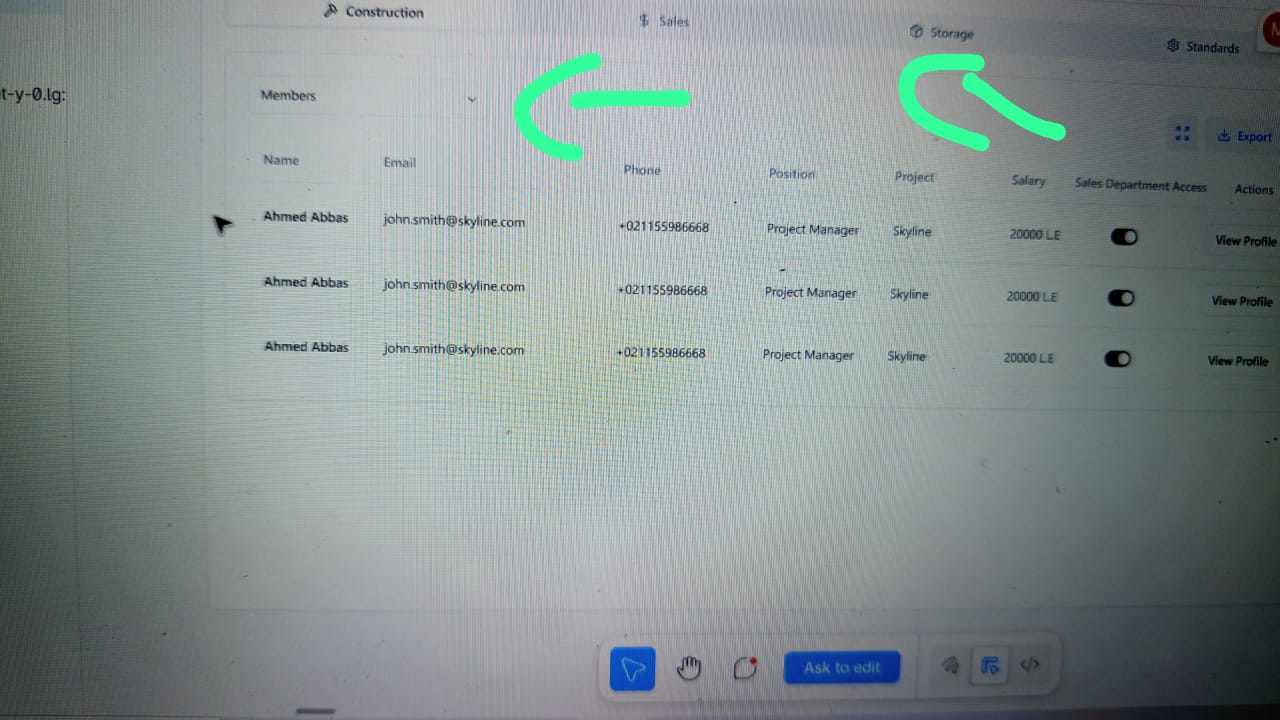 Construction
$ Sales
Storage
Standards
t-y-0.lg:
Members
Export
Name Email Phone Position Project Salary Sales Department Access Actions
Ahmed Abbas john.smith@skyline.com +021155986668 Project Manager Skyline 20000 L.E View Profile
Ahmed Abbas john.smith@skyline.com +021155986668 Project Manager Skyline 20000 L.E View Profile
Ahmed Abbas john.smith@skyline.com +021155986668 Project Manager Skyline 20000 L.E View Profile
Ask to edit